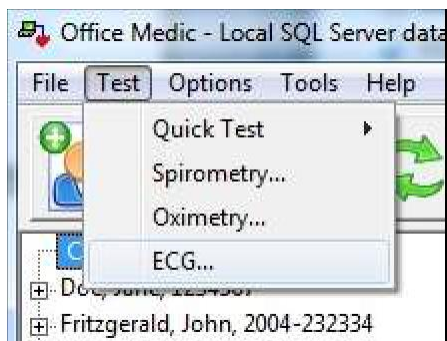 Office Medic - Local SQL Server data
File Test Options Tools Help
Quick Test
Spirometry...
Oximetry...
ECG...
Fritzgerald, John, 2004-232334